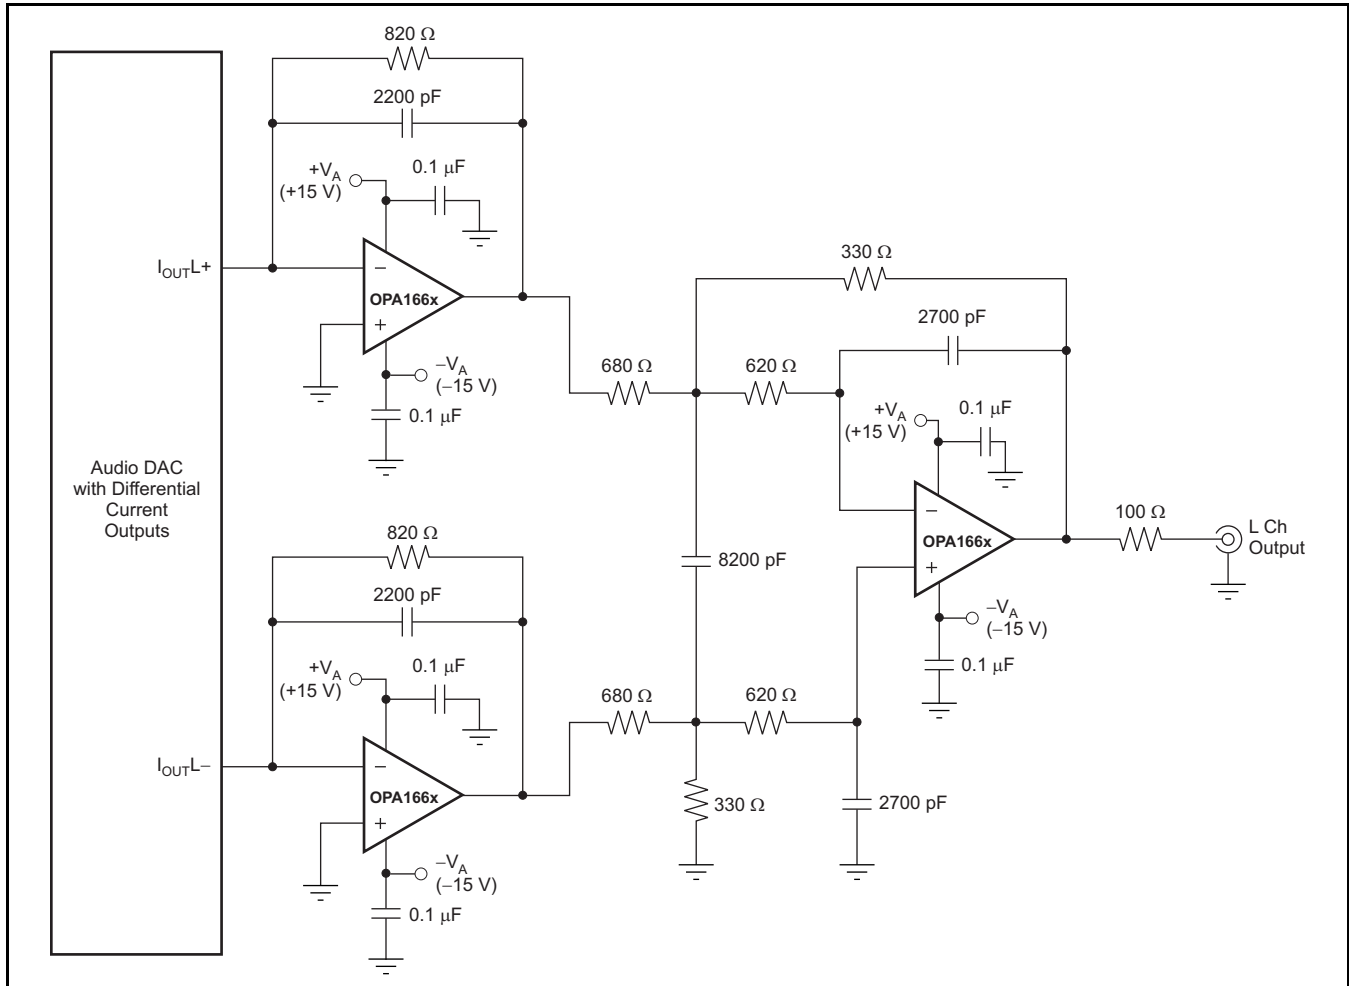 820 Ω
2200 pF
+V_A
(+15 V)
0.1 μF
I_OUT L+
−
OPA166x
+
−V_A
(−15 V)
0.1 μF
330 Ω
2700 pF
680 Ω
620 Ω
+V_A
(+15 V)
0.1 μF
Audio DAC
with Differential
Current
Outputs
−
OPA166x
+
100 Ω
L Ch
Output
820 Ω
8200 pF
2200 pF
−V_A
(−15 V)
0.1 μF
+V_A
(+15 V)
0.1 μF
680 Ω
620 Ω
I_OUT L−
−
OPA166x
+
330 Ω
2700 pF
−V_A
(−15 V)
0.1 μF